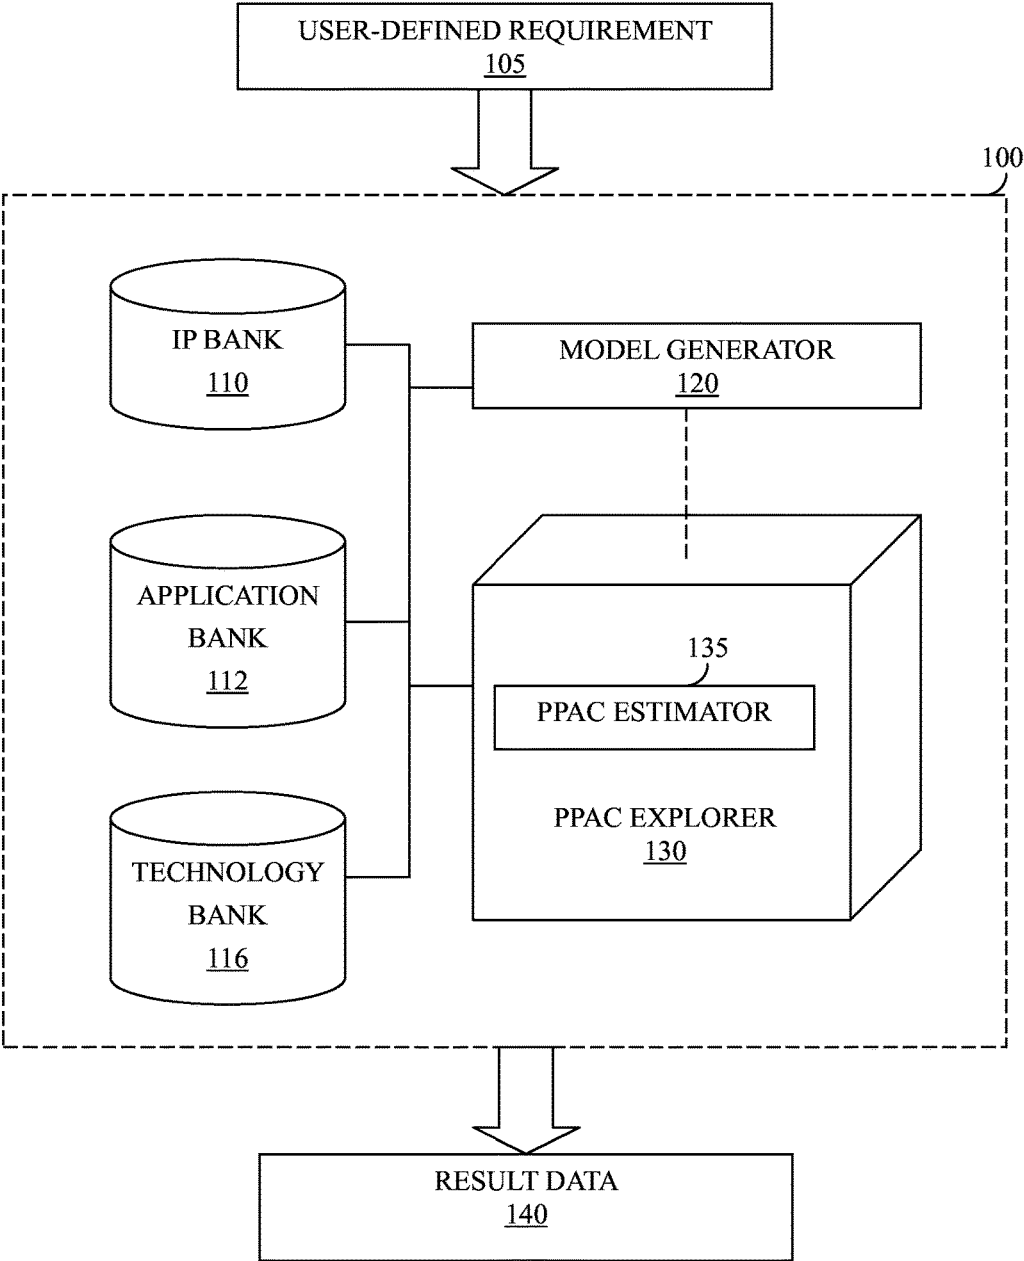 USER-DEFINED REQUIREMENT
105
100
IP BANK
110
MODEL GENERATOR
120
APPLICATION
BANK
112
135
PPAC ESTIMATOR
PPAC EXPLORER
130
TECHNOLOGY
BANK
116
RESULT DATA
140